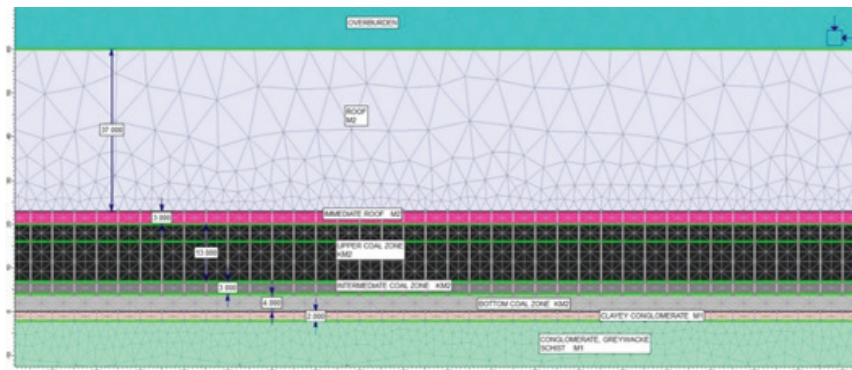 OVERBURDEN
ROOF
M2
37.000
IMMEDIATE ROOF M2
3.000
UPPER COAL ZONE
KM2
13.000
INTERMEDIATE COAL ZONE KM2
3.000
BOTTOM COAL ZONE KM2
4.000
CLAYEY CONGLOMERATE M1
2.000
CONGLOMERATE, GREYWACKE
SCHIST M1